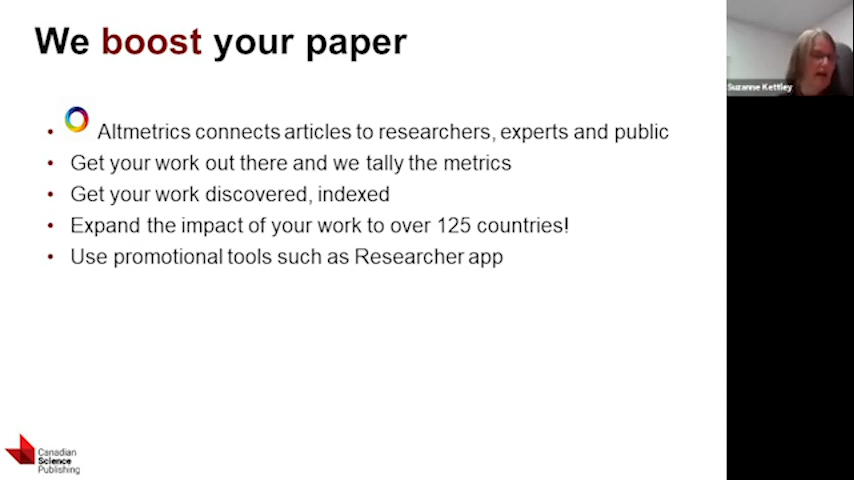 We boost your paper
Suzanne Kettley
• Altmetrics connects articles to researchers, experts and public
• Get your work out there and we tally the metrics
• Get your work discovered, indexed
• Expand the impact of your work to over 125 countries!
• Use promotional tools such as Researcher app
Canadian
Science
Publishing